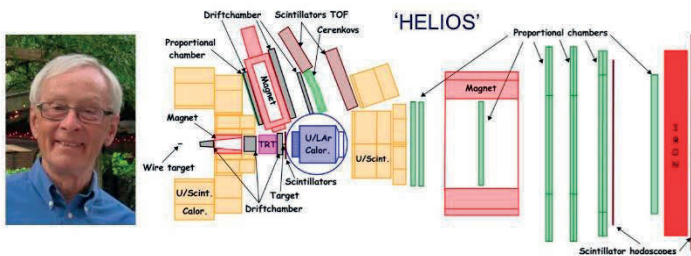 Driftchamber
Scintillators TOF
Cerenkovs
'HELIOS'
Proportional chambers
Proportional
chamber
Magnet
Magnet
Magnet
Wire target
TRT
U/LAr
Calor.
U/Scint.
Scintillators
Target
Driftchamber
U/Scint.
Calor.
Scintillator hodoscopes